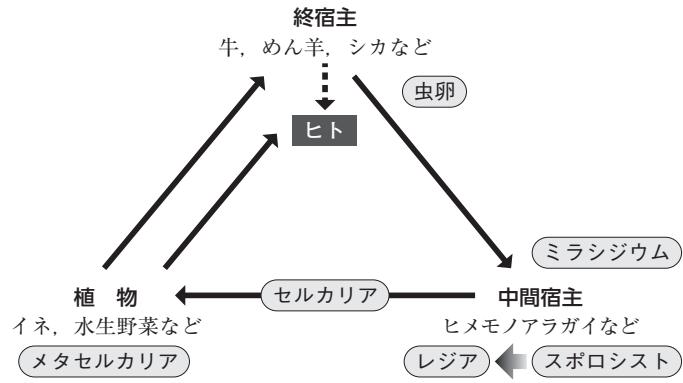 終宿主
牛，めん羊，シカなど
虫卵
ヒト
ミラシジウム
セルカリア
植　物
イネ，水生野菜など
メタセルカリア
中間宿主
ヒメモノアラガイなど
レジア
スポロシスト